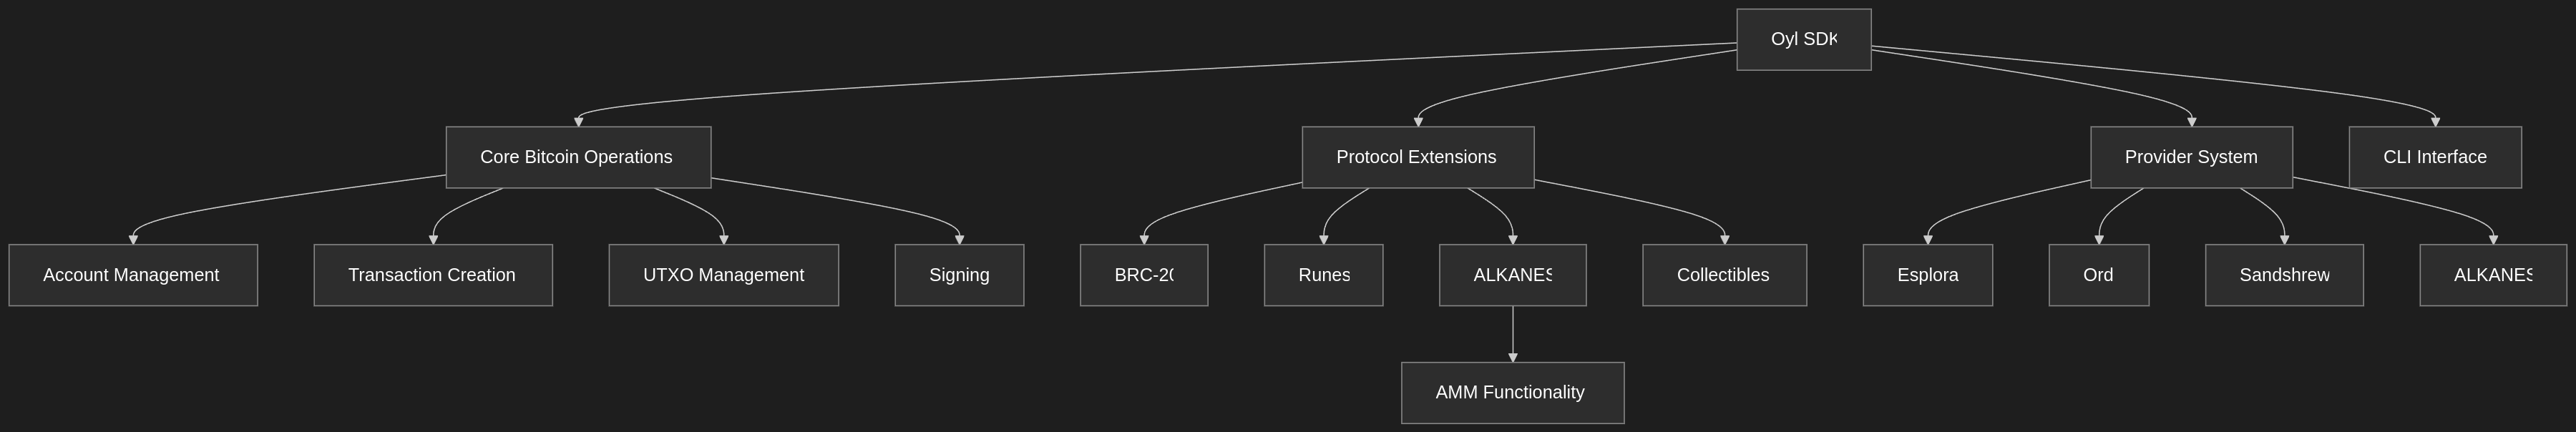 Oyl SDK
Core Bitcoin Operations
Protocol Extensions
Provider System
CLI Interface
Account Management
Transaction Creation
UTXO Management
Signing
BRC-20
Runes
ALKANES
Collectibles
Esplora
Ord
Sandshrew
ALKANES
AMM Functionality